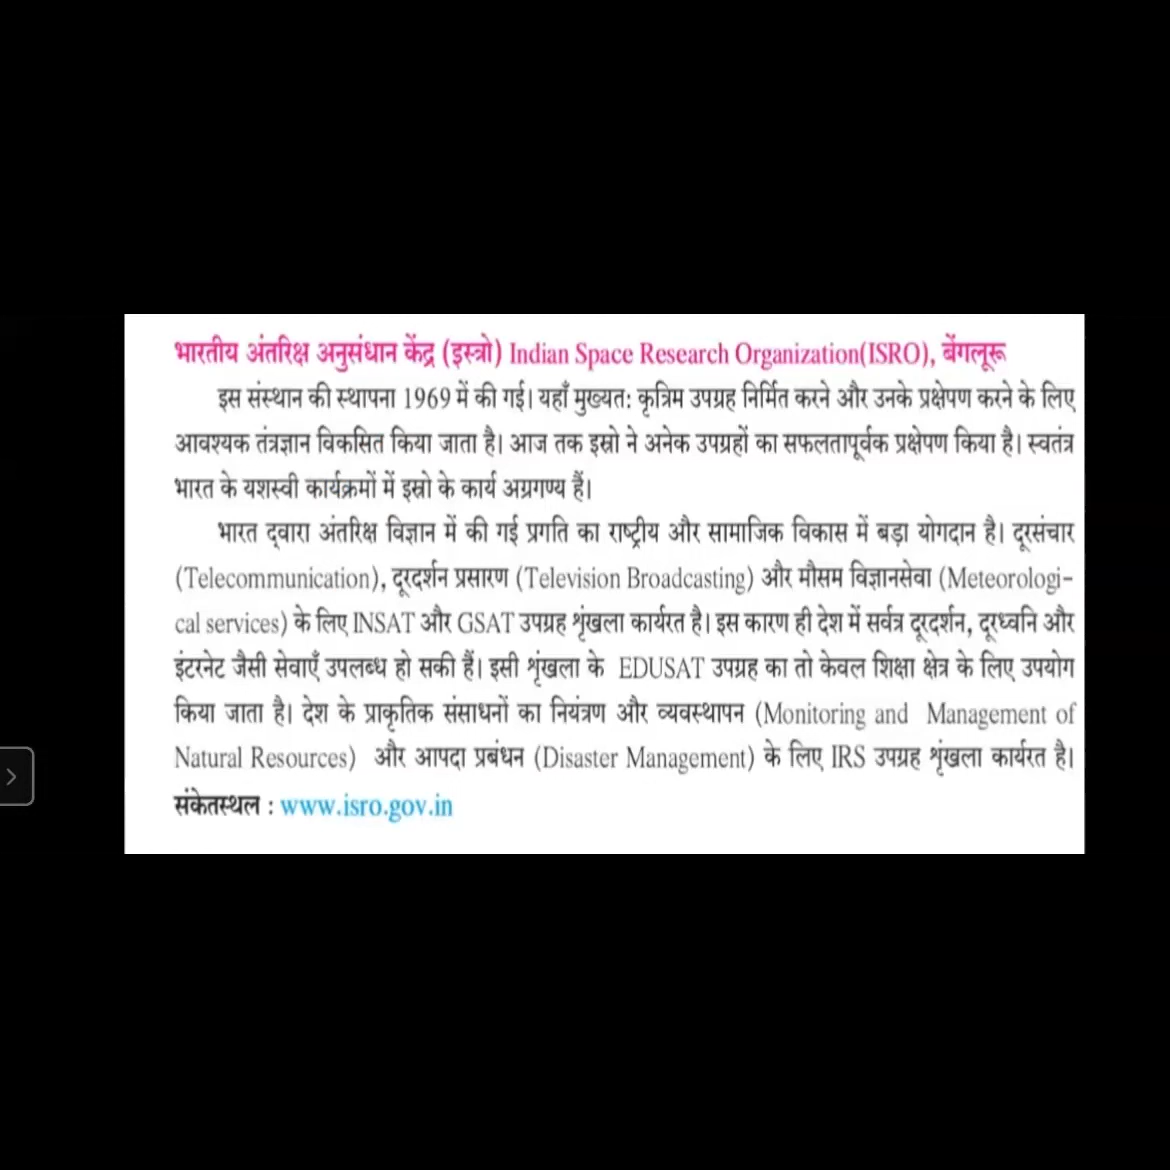 भारतीय अंतरिक्ष अनुसंधान केंद्र (इस्त्रो) Indian Space Research Organization(ISRO), बेंगलूरू
इस संस्थान की स्थापना 1969 में की गई। यहाँ मुख्यत: कृत्रिम उपग्रह निर्मित करने और उनके प्रक्षेपण करने के लिए
आवश्यक तंत्रज्ञान विकसित किया जाता है। आज तक इस्रो ने अनेक उपग्रहों का सफलतापूर्वक प्रक्षेपण किया है। स्वतंत्र
भारत के यशस्वी कार्यक्रमों में इस्रो के कार्य अग्रगण्य हैं।
भारत द्वारा अंतरिक्ष विज्ञान में की गई प्रगति का राष्ट्रीय और सामाजिक विकास में बड़ा योगदान है। दूरसंचार
(Telecommunication), दूरदर्शन प्रसारण (Television Broadcasting) और मौसम विज्ञानसेवा (Meteorologi-
cal services) के लिए INSAT और GSAT उपग्रह शृंखला कार्यरत है। इस कारण ही देश में सर्वत्र दूरदर्शन, दूरध्वनि और
इंटरनेट जैसी सेवाएँ उपलब्ध हो सकी हैं। इसी शृंखला के EDUSAT उपग्रह का तो केवल शिक्षा क्षेत्र के लिए उपयोग
किया जाता है। देश के प्राकृतिक संसाधनों का नियंत्रण और व्यवस्थापन (Monitoring and Management of
Natural Resources) और आपदा प्रबंधन (Disaster Management) के लिए IRS उपग्रह शृंखला कार्यरत है।
संकेतस्थल : www.isro.gov.in